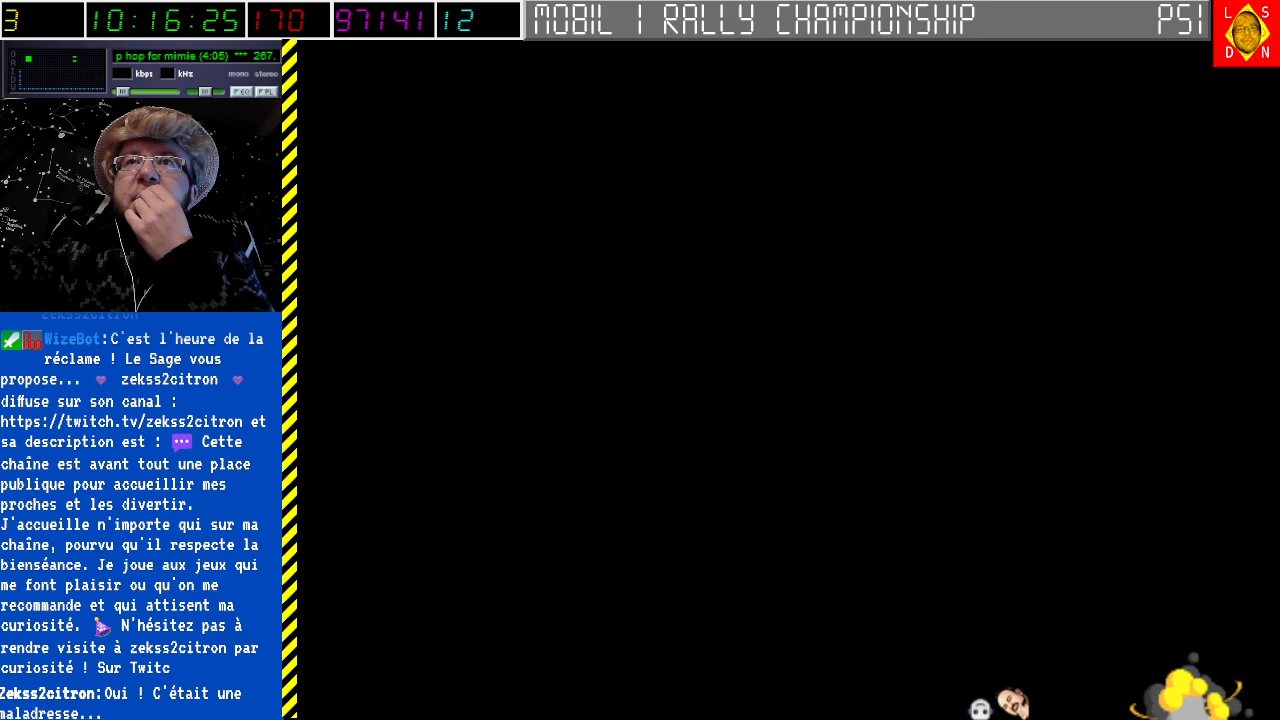 3 10:16:25 170 97141 12 MOBIL 1 RALLY CHAMPIONSHIP PS1
L S
D N
p hop for mimie (4:05) *** 267.
kbps kHz mono stereo
EQ PL
zekss2citron
WizeBot:C'est l'heure de la
réclame ! Le Sage vous
propose... zekss2citron
diffuse sur son canal :
https://twitch.tv/zekss2citron et
sa description est : Cette
chaîne est avant tout une place
publique pour accueillir mes
proches et les divertir.
J'accueille n'importe qui sur ma
chaîne, pourvu qu'il respecte la
bienséance. Je joue aux jeux qui
me font plaisir ou qu'on me
recommande et qui attisent ma
curiosité. N'hésitez pas à
rendre visite à zekss2citron par
curiosité ! Sur Twitc
Zekss2citron:Oui ! C'était une
maladresse...